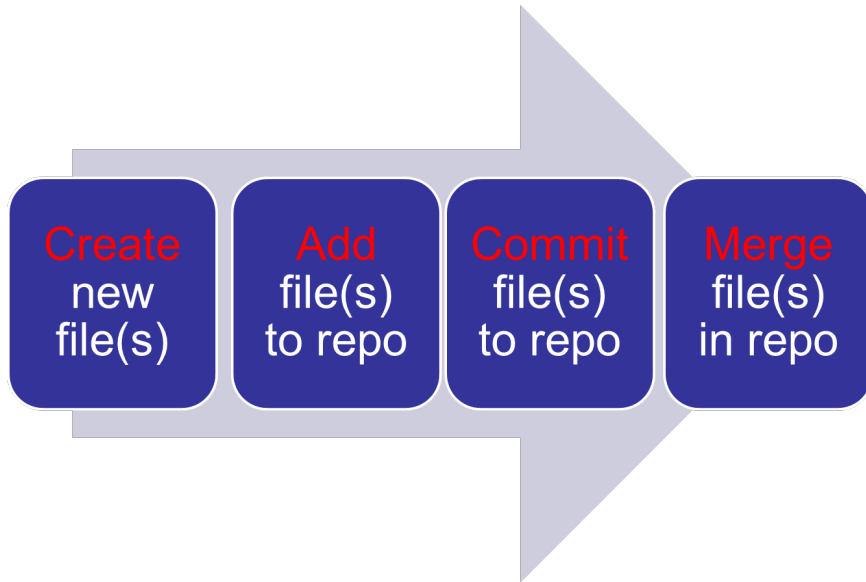 Create
new
file(s)
Add
file(s)
to repo
Commit
file(s)
to repo
Merge
file(s)
in repo